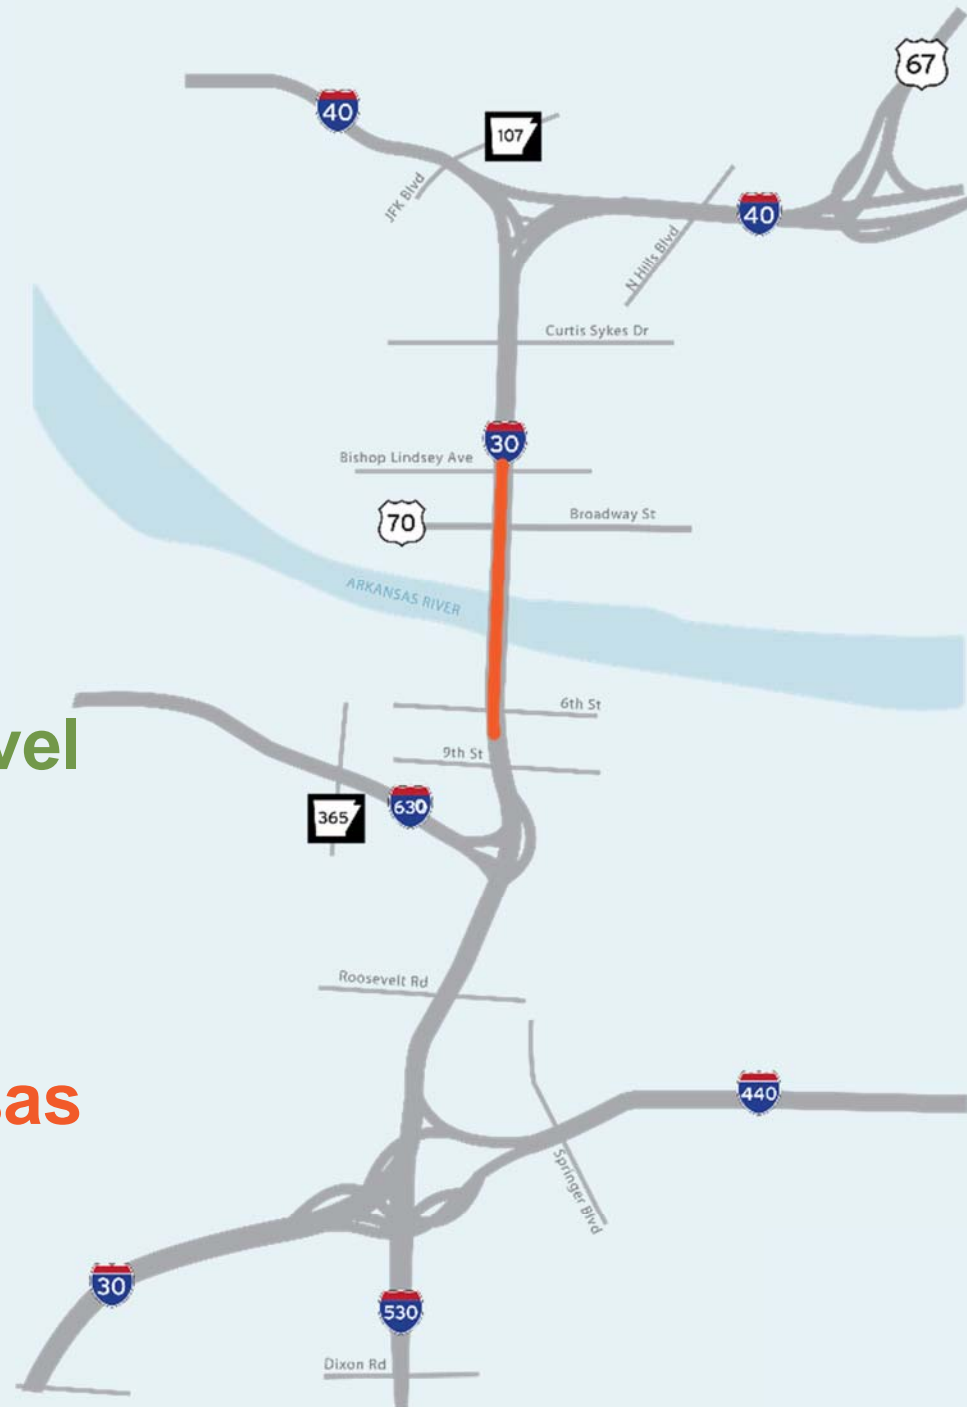 67
40
107
JFK Blvd
40
N Hills Blvd
Curtis Sykes Dr
30
Bishop Lindsey Ave
70
Broadway St
ARKANSAS RIVER
6th St
vel
9th St
630
365
Roosevelt Rd
440
sas
Springer Blvd
30
530
Dixon Rd